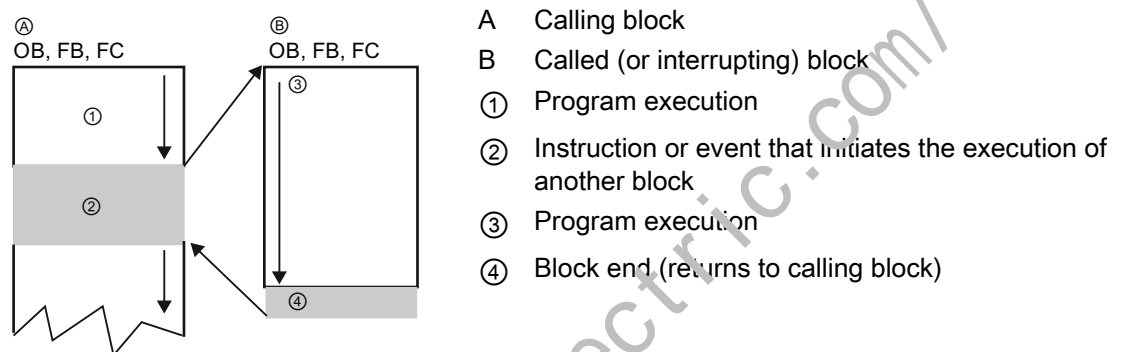 Ⓐ
OB, FB, FC
Ⓑ
OB, FB, FC
①
②
③
④
A Calling block
B Called (or interrupting) block
① Program execution
② Instruction or event that initiates the execution of
another block
③ Program execution
④ Block end (returns to calling block)